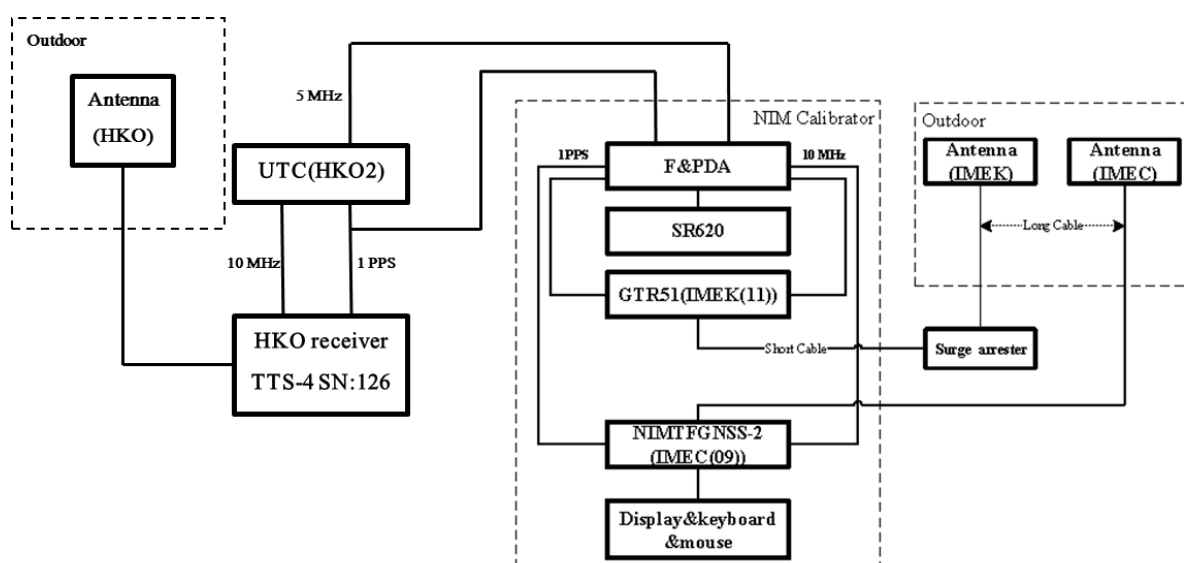 Outdoor
Antenna
(HKO)
5 MHz
UTC(HKO2)
10 MHz
1 PPS
HKO receiver
TTS-4 SN:126
NIM Calibrator
1PPS
10 MHz
F&PDA
SR620
GTR51(IMEK(11))
Short Cable
NIMTFGNSS-2
(IMEC(09))
Display&keyboard
&mouse
Outdoor
Antenna
(IMEK)
Antenna
(IMEC)
Long Cable
Surge arrester